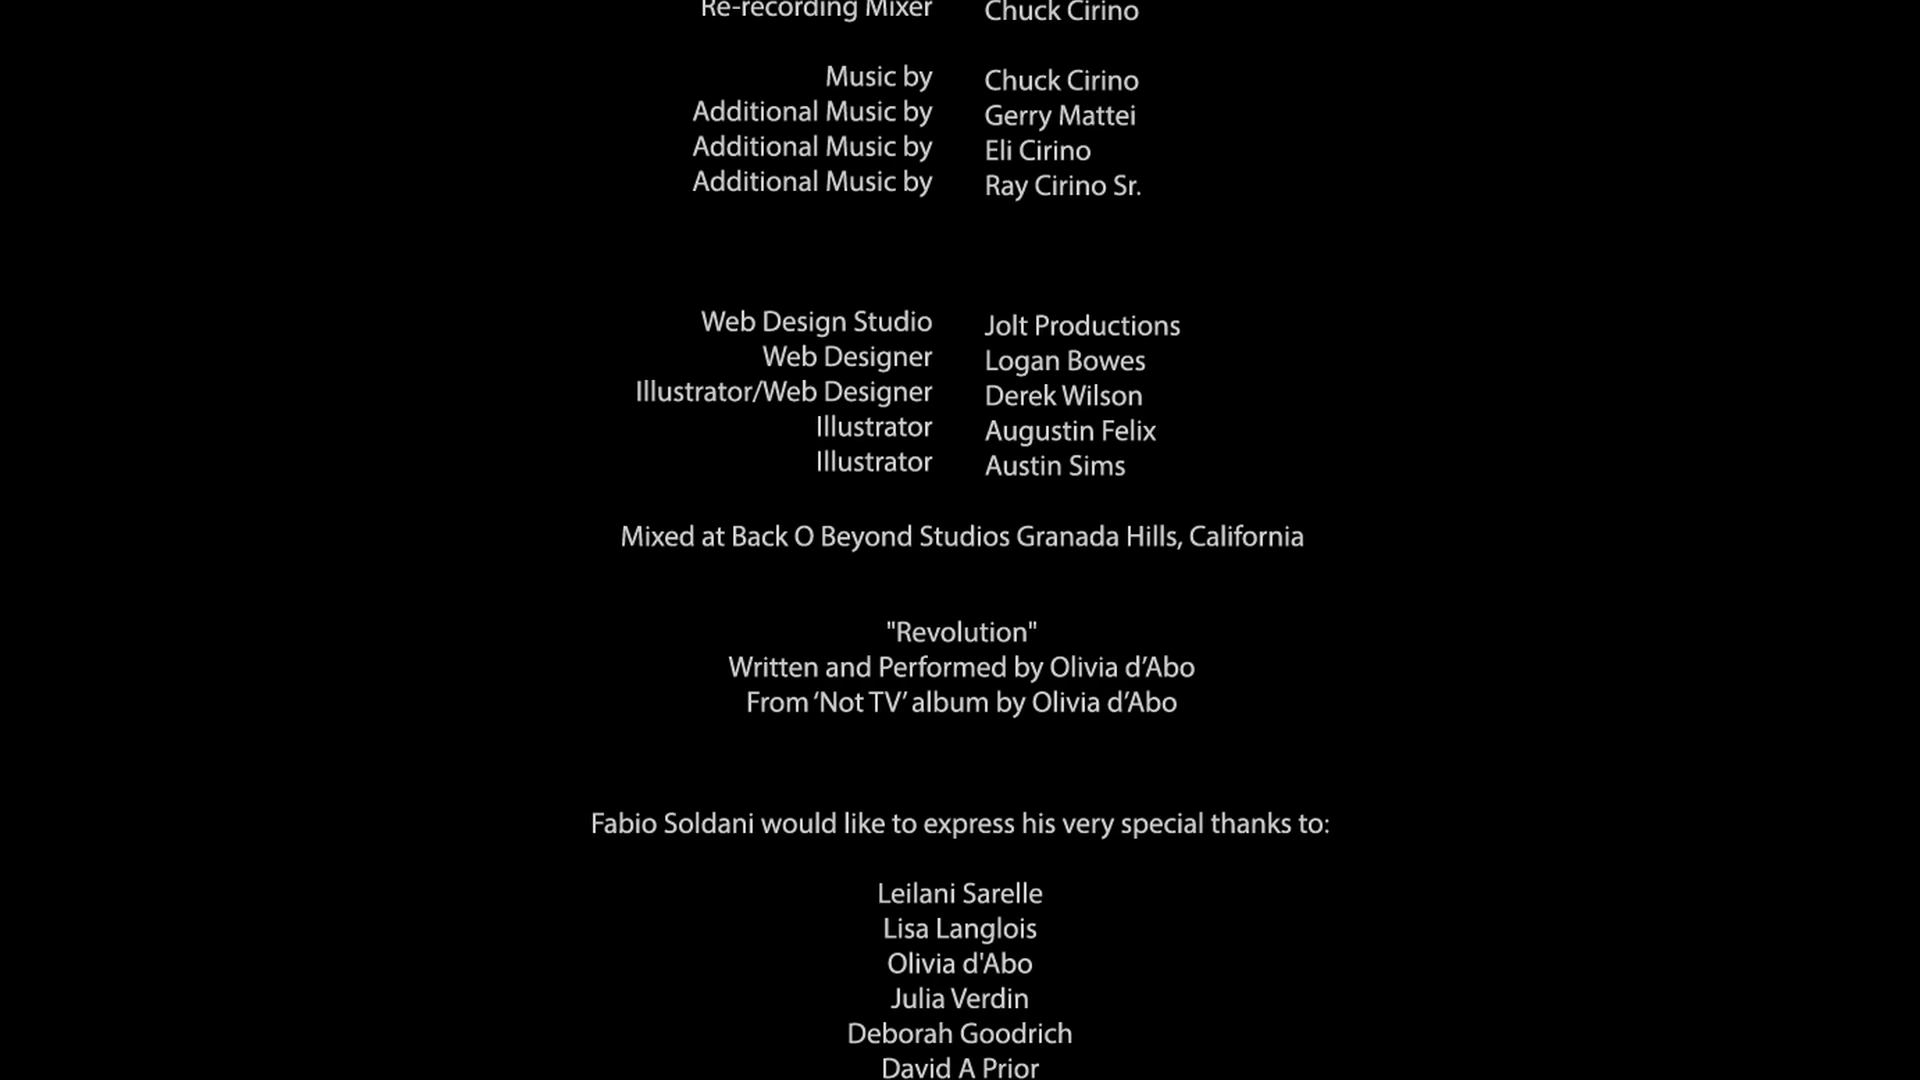 Re-recording Mixer Chuck Cirino
Music by Chuck Cirino
Additional Music by Gerry Mattei
Additional Music by Eli Cirino
Additional Music by Ray Cirino Sr.
Web Design Studio Jolt Productions
Web Designer Logan Bowes
Illustrator/Web Designer Derek Wilson
Illustrator Augustin Felix
Illustrator Austin Sims
Mixed at Back O Beyond Studios Granada Hills, California
"Revolution"
Written and Performed by Olivia d’Abo
From ‘Not TV’ album by Olivia d’Abo
Fabio Soldani would like to express his very special thanks to:
Leilani Sarelle
Lisa Langlois
Olivia d'Abo
Julia Verdin
Deborah Goodrich
David A Prior